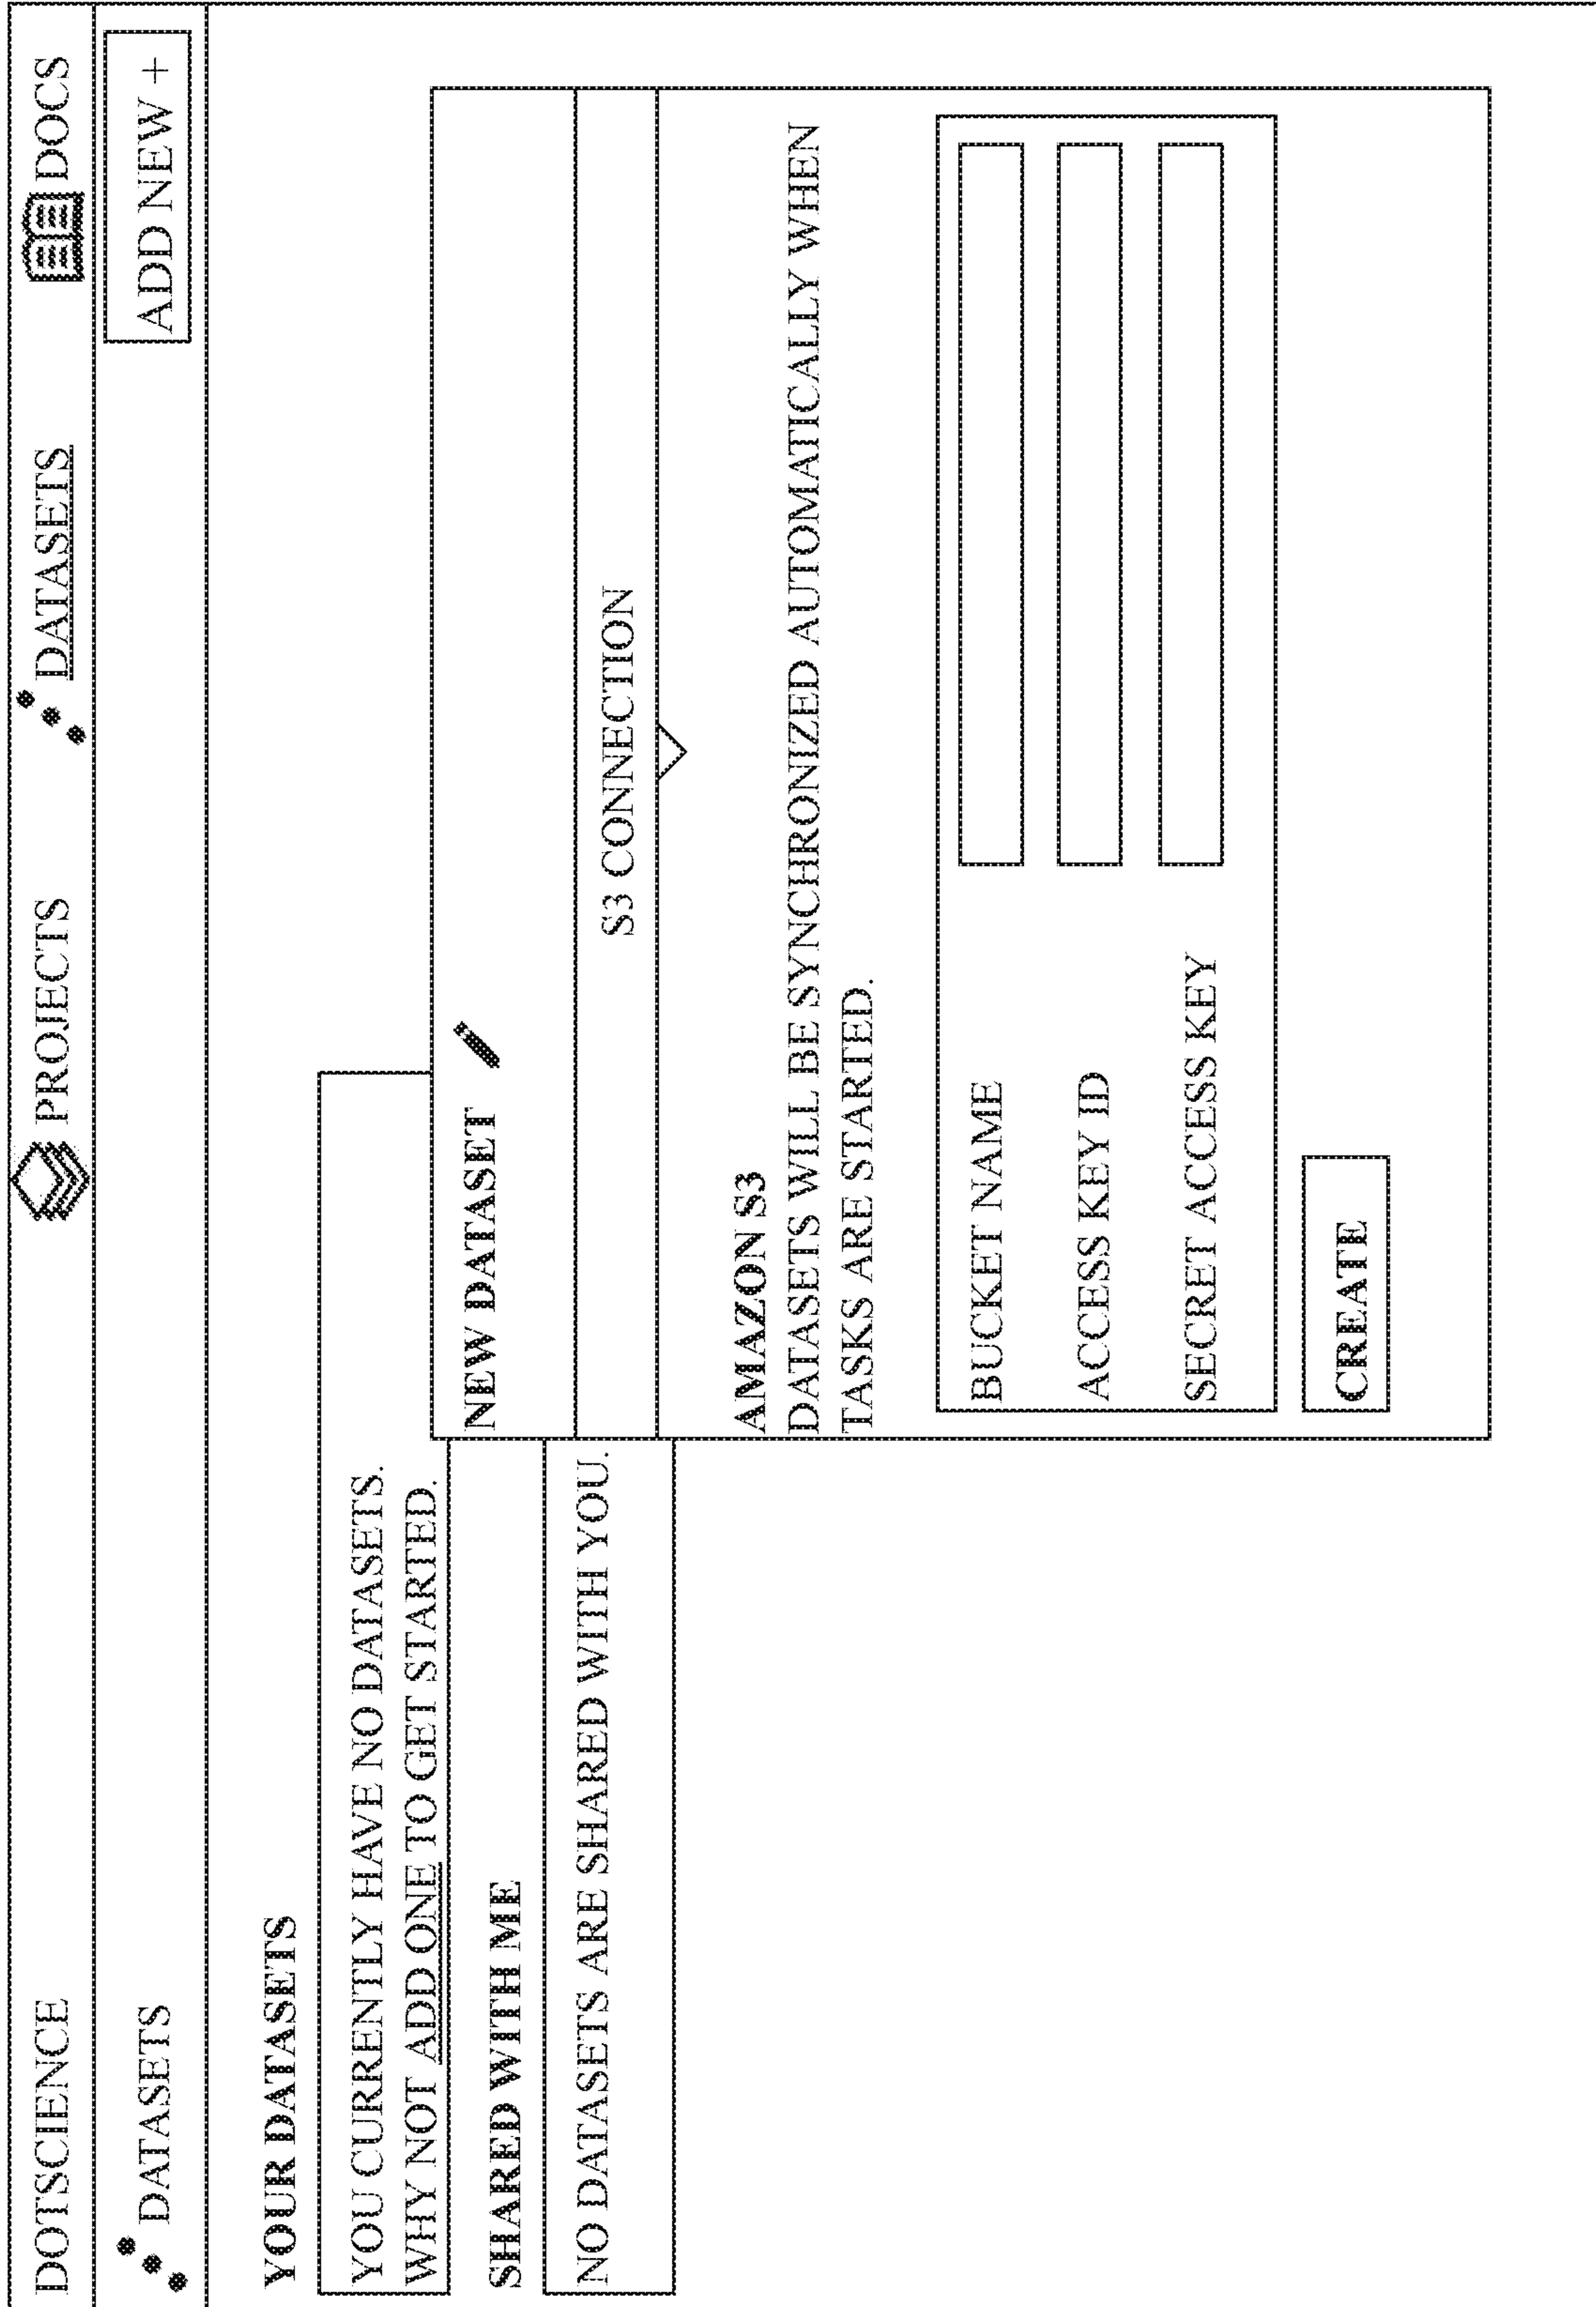 DOTSCIENCE PROJECTS DATASETS DOCS
DATASETS ADD NEW +
YOUR DATASETS
YOU CURRENTLY HAVE NO DATASETS.
WHY NOT ADD ONE TO GET STARTED.
SHARED WITH ME
NO DATASETS ARE SHARED WITH YOU.
NEW DATASET
S3 CONNECTION
AMAZON S3
DATASETS WILL BE SYNCHRONIZED AUTOMATICALLY WHEN
TASKS ARE STARTED.
BUCKET NAME
ACCESS KEY ID
SECRET ACCESS KEY
CREATE